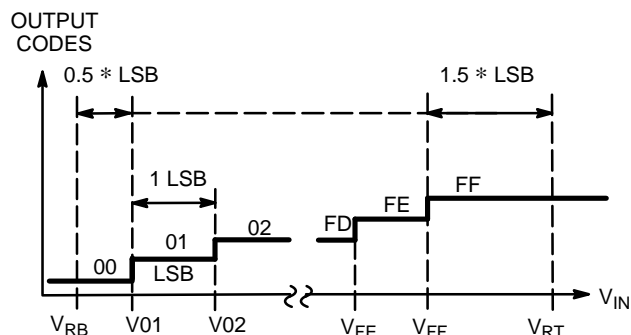 OUTPUT
CODES
0.5 * LSB
1.5 * LSB
1 LSB
FF
FE
FD
02
01
00
LSB
V_RB
V01
V02
V_FE
V_FF
V_RT
V_IN